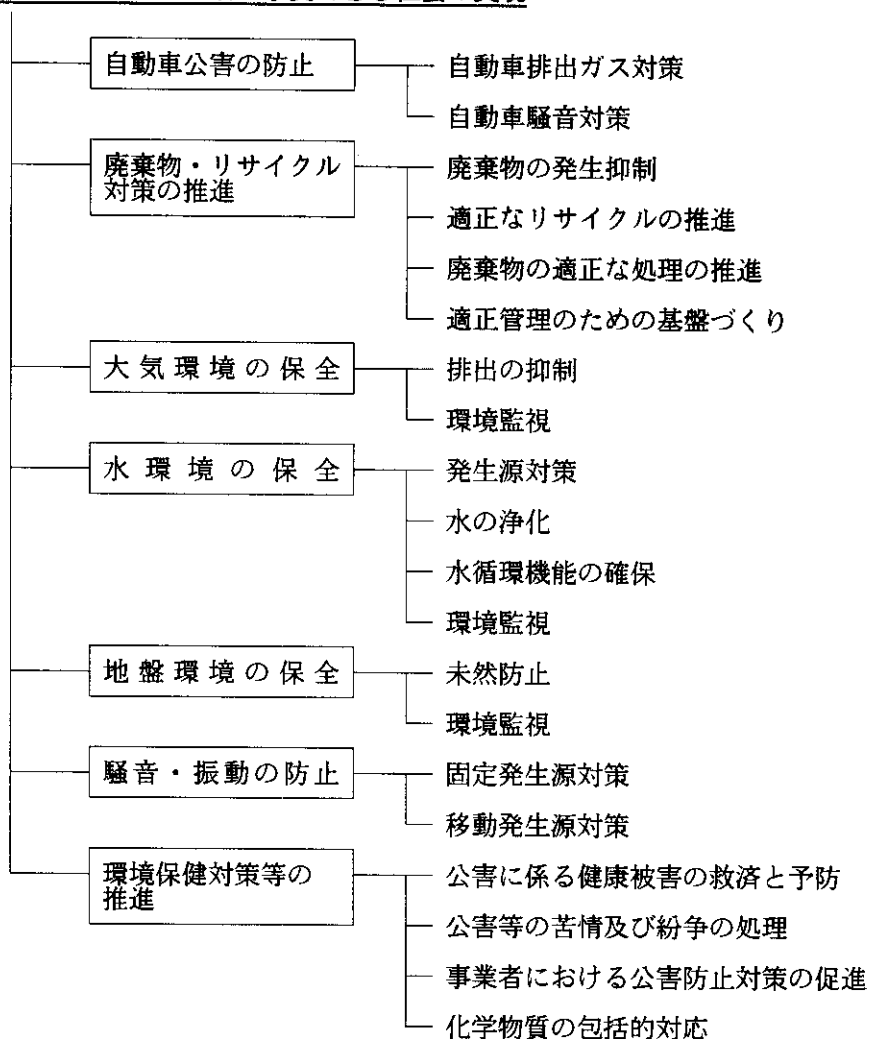 自動車公害の防止
自動車排出ガス対策
自動車騒音対策
廃棄物・リサイクル
対策の推進
廃棄物の発生抑制
適正なリサイクルの推進
廃棄物の適正な処理の推進
適正管理のための基盤づくり
大気環境の保全
排出の抑制
環境監視
水環境の保全
発生源対策
水の浄化
水循環機能の確保
環境監視
地盤環境の保全
未然防止
環境監視
騒音・振動の防止
固定発生源対策
移動発生源対策
環境保健対策等の
推進
公害に係る健康被害の救済と予防
公害等の苦情及び紛争の処理
事業者における公害防止対策の促進
化学物質の包括的対応